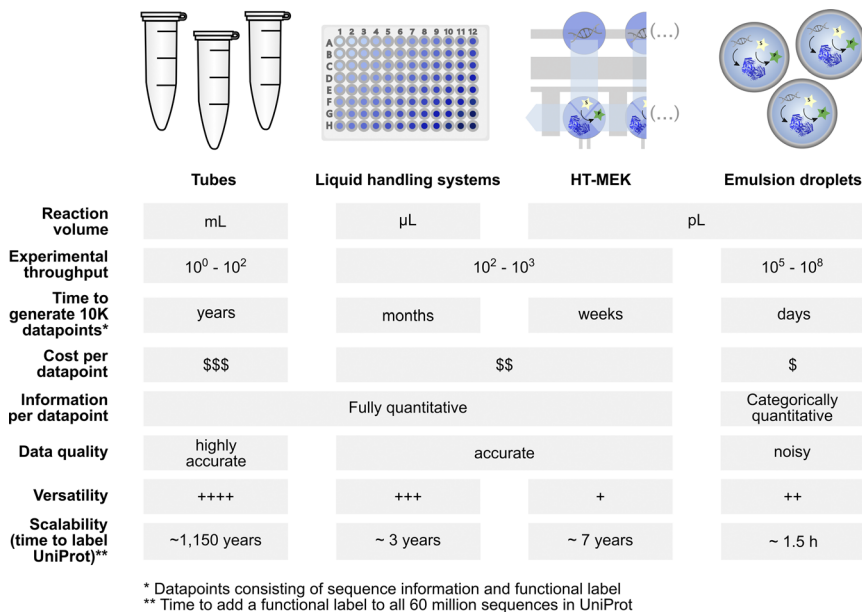 1 2 3 4 5 6 7 8 9 10 11 12
A
B
C
D
E
F
G
H
(...)
(...)
S
P
S
P
S
P
S
P
Tubes Liquid handling systems HT-MEK Emulsion droplets
Reaction
volume
mL µL pL
Experimental
throughput
10⁰ - 10² 10² - 10³ 10⁵ - 10⁸
Time to
generate 10K
datapoints*
years months weeks days
Cost per
datapoint
$$$ $$ $
Information
per datapoint
Fully quantitative
Categorically
quantitative
Data quality
highly
accurate
accurate noisy
Versatility
++++ +++ + ++
Scalability
(time to label
UniProt)**
~1,150 years ~ 3 years ~ 7 years ~ 1.5 h
* Datapoints consisting of sequence information and functional label
** Time to add a functional label to all 60 million sequences in UniProt